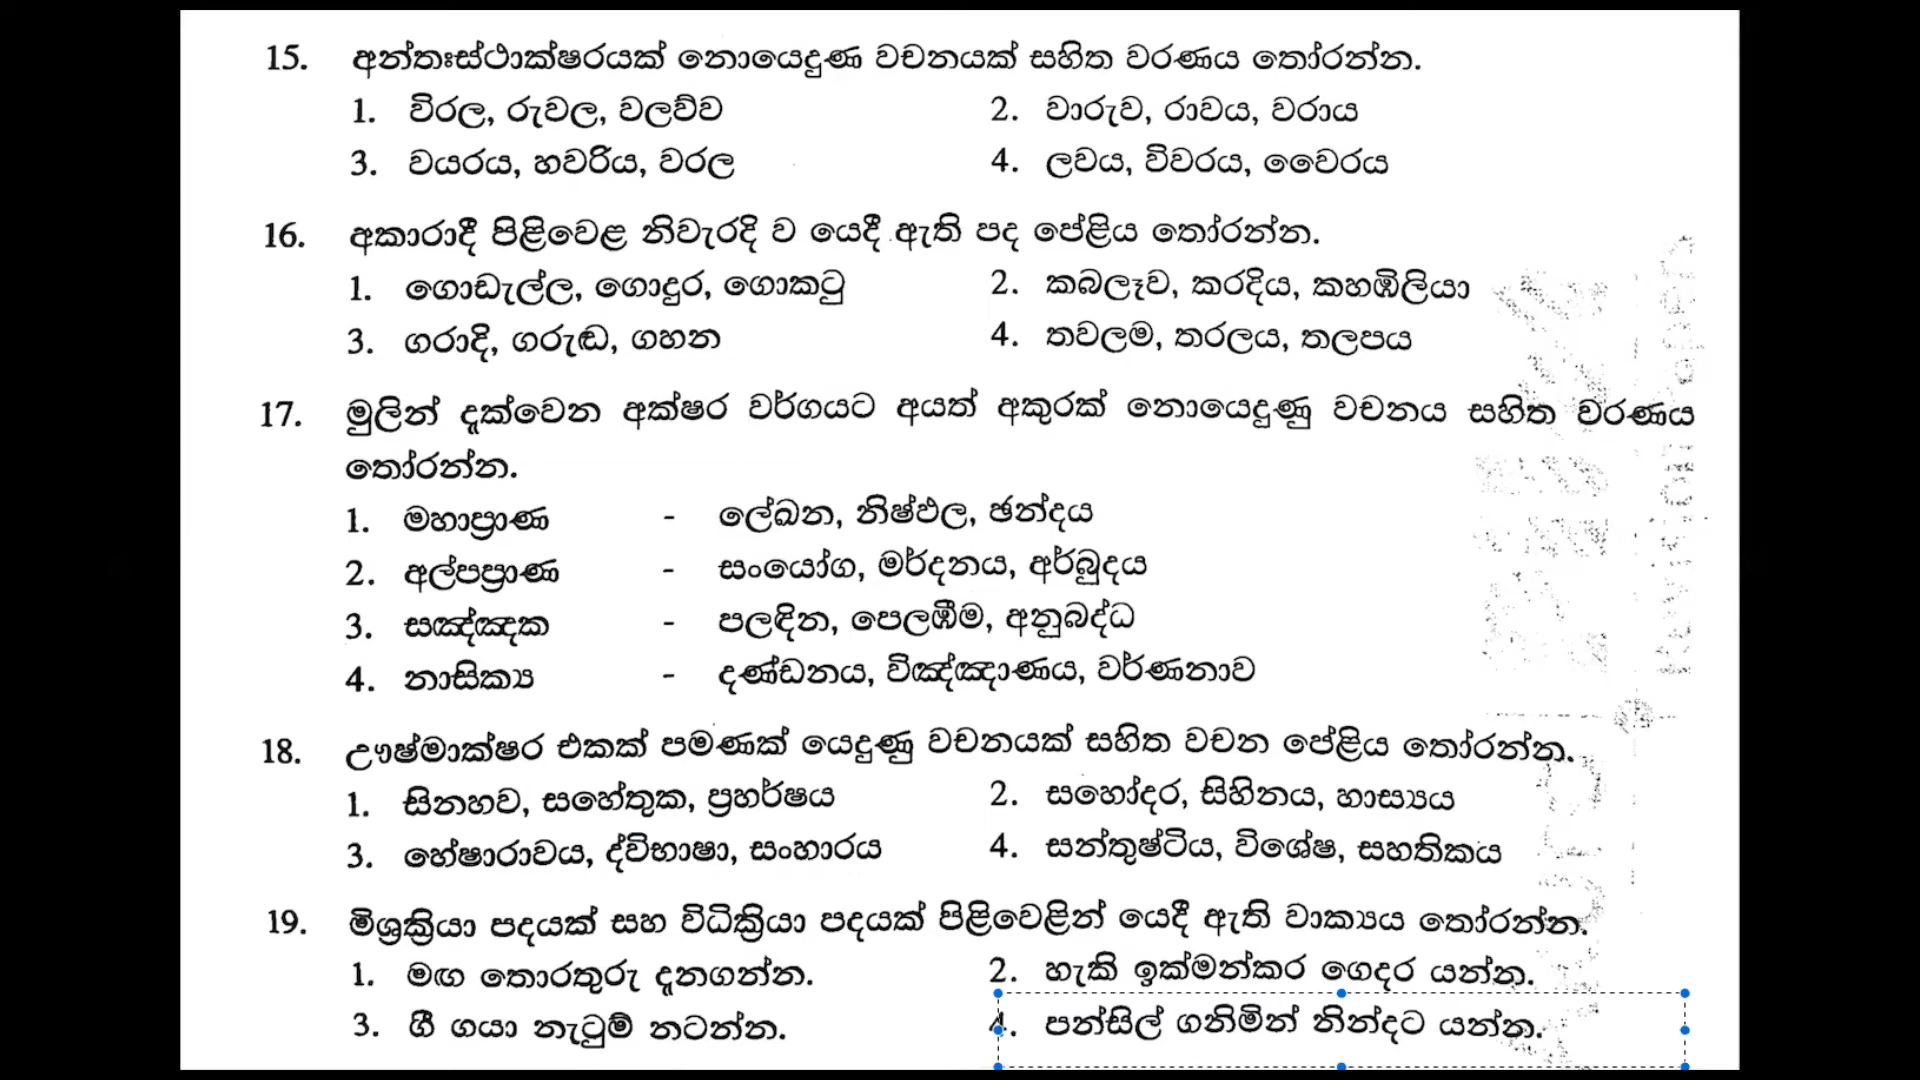 15. අන්තඃස්ථාක්ෂරයක් නොයෙදුණ වචනයක් සහිත වරණය තෝරන්න.
1. විරල, රුවල, වලව්ව 2. වාරුව, රාවය, වරාය
3. වයරය, හවරිය, වරල 4. ලවය, විවරය, වෛරය
16. අකාරාදී පිළිවෙළ නිවැරදි ව යෙදී ඇති පද පේළිය තෝරන්න.
1. ගොඩැල්ල, ගොදුර, ගොකටු 2. කබලෑව, කරදිය, කහඹිලියා
3. ගරාදි, ගරුඬ, ගහන 4. තවලම, තරලය, තලපය
17. මුලින් දැක්වෙන අක්ෂර වර්ගයට අයත් අකුරක් නොයෙදුණු වචනය සහිත වරණය
තෝරන්න.
1. මහාප්‍රාණ - ලේඛන, නිෂ්ඵල, ඡන්දය
2. අල්පප්‍රාණ - සංයෝග, මර්දනය, අර්බුදය
3. සඤ්ඤක - පලඳින, පෙලඹීම, අනුබද්ධ
4. නාසික්‍ය - දණ්ඩනය, විඤ්ඤාණය, වර්ණනාව
18. ඌෂ්මාක්ෂර එකක් පමණක් යෙදුණු වචනයක් සහිත වචන පේළිය තෝරන්න.
1. සිනහව, සහේතුක, ප්‍රහර්ෂය 2. සහෝදර, සිහිනය, හාස්‍යය
3. හේෂාරාවය, ද්විභාෂා, සංහාරය 4. සන්තුෂ්ටිය, විශේෂ, සහතිකය
19. මිශ්‍රක්‍රියා පදයක් සහ විධික්‍රියා පදයක් පිළිවෙළින් යෙදී ඇති වාක්‍යය තෝරන්න.
1. මඟ තොරතුරු දැනගන්න. 2. හැකි ඉක්මන්කර ගෙදර යන්න.
3. ගී ගයා නැටුම් නටන්න. 4. පන්සිල් ගනිමින් නින්දට යන්න.